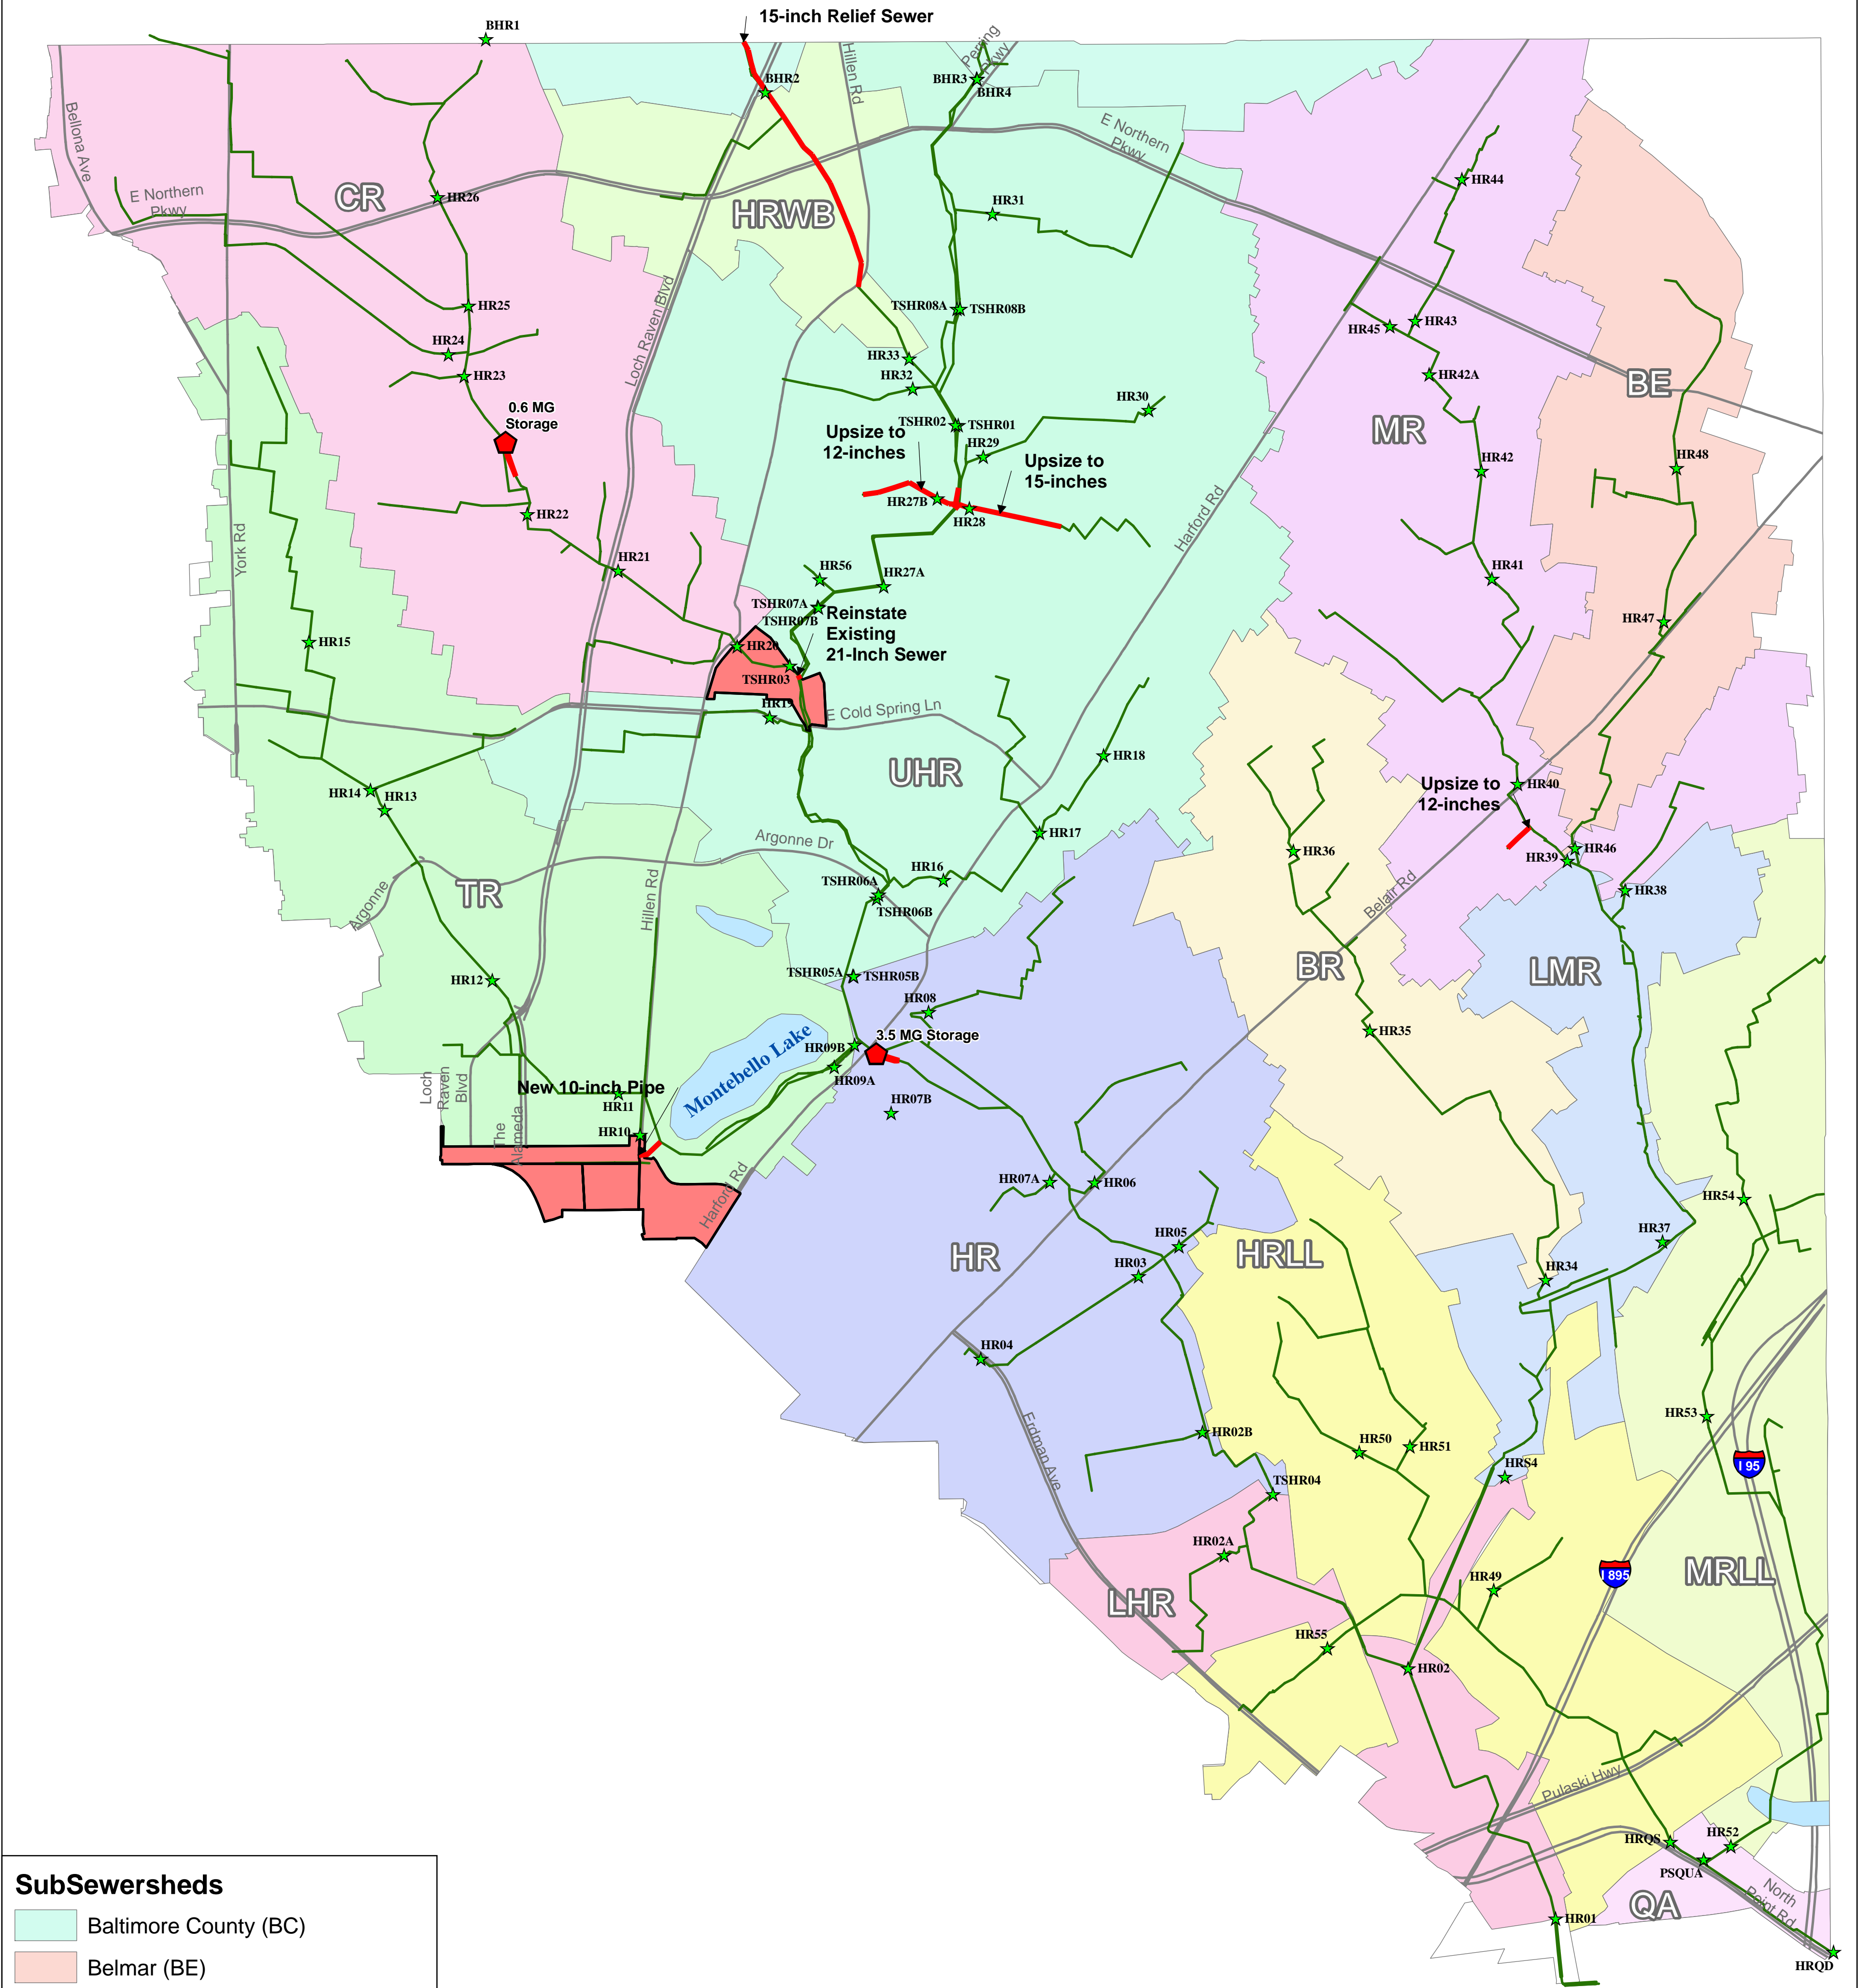 15-inch Relief Sewer
BHR1
Perring
Pkwy
Hillen Rd
BHR2
BHR3
BHR4
Bellona Ave
E Northern
Pkwy
E Northern
Pkwy
CR
HR26
HRWB
HR31
HR44
HR25
TSHR08A
TSHR08B
HR43
HR45
HR24
HR33
HR23
HR32
HR42A
BE
Loch Raven Blvd
0.6 MG
Storage
HR30
Upsize to
12-inches
TSHR02
TSHR01
HR29
MR
Upsize to
15-inches
HR42
HR48
HR27B
HR28
HR22
York Rd
Harford Rd
HR21
HR56
HR27A
HR41
TSHR07A
TSHR07B
Reinstate
Existing
21-Inch Sewer
HR47
HR15
HR20
TSHR03
HR19
E Cold Spring Ln
HR18
UHR
HR14
HR13
Upsize to
12-inches
HR40
HR17
Argonne Dr
HR36
HR46
HR39
HR16
TSHR06A
TSHR06B
HR38
TR
Argonne
Hillen Rd
Belair Rd
BR
LMR
HR12
TSHR05A
TSHR05B
HR08
HR35
3.5 MG Storage
HR09B
HR09A
Montebello Lake
Loch
Raven
Blvd
New 10-inch Pipe
HR11
HR07B
The
Alameda
HR10
Harford Rd
HR07A
HR06
HR54
HR
HR05
HRLL
HR37
HR03
HR34
HR04
Erdman Ave
HR53
HR02B
HR50
HR51
I 95
HRS4
TSHR04
HR02A
LHR
HR49
I 895
MRLL
HR55
HR02
Pulaski Hwy
HRQS
HR52
PSQUA
North
Point Rd
QA
HR01
HRQD
SubSewersheds
Baltimore County (BC)
Belmar (BE)